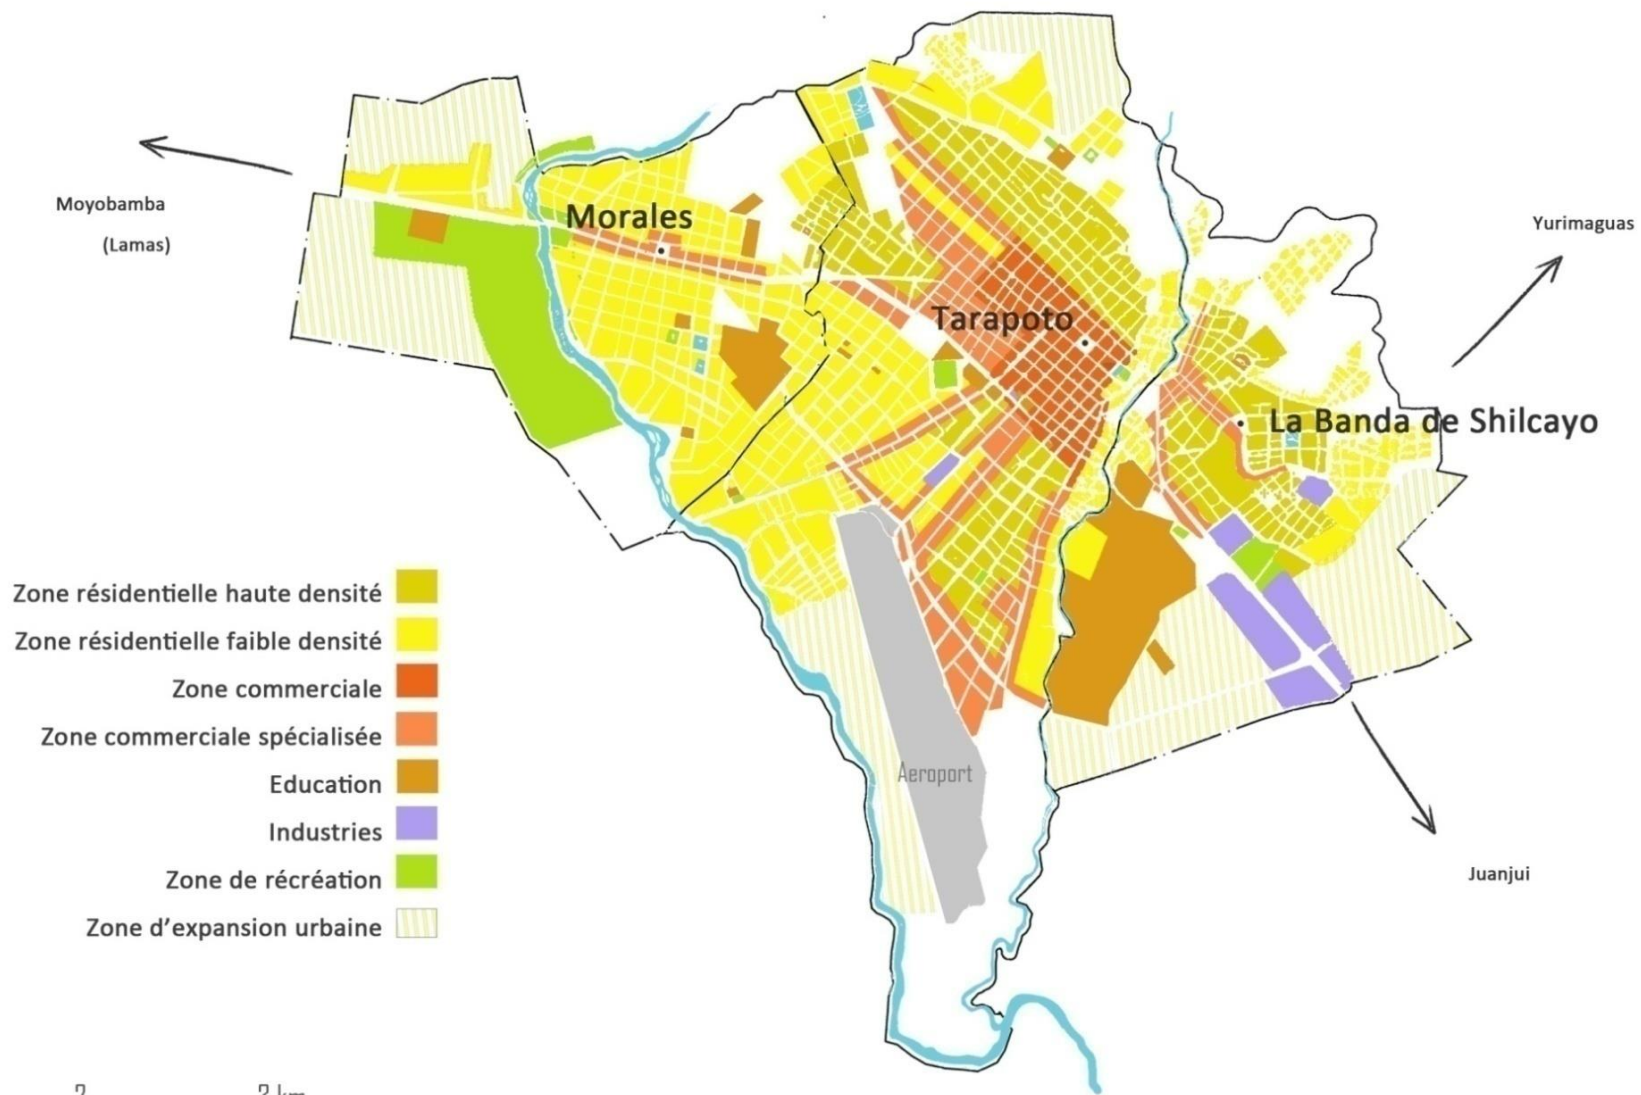 Moyobamba
(Lamas)
Morales
Yurimaguas
Tarapoto
La Banda de Shilcayo
Zone résidentielle haute densité
Zone résidentielle faible densité
Zone commerciale
Zone commerciale spécialisée
Education
Industries
Zone de récréation
Zone d'expansion urbaine
Aeroport
Juanjui